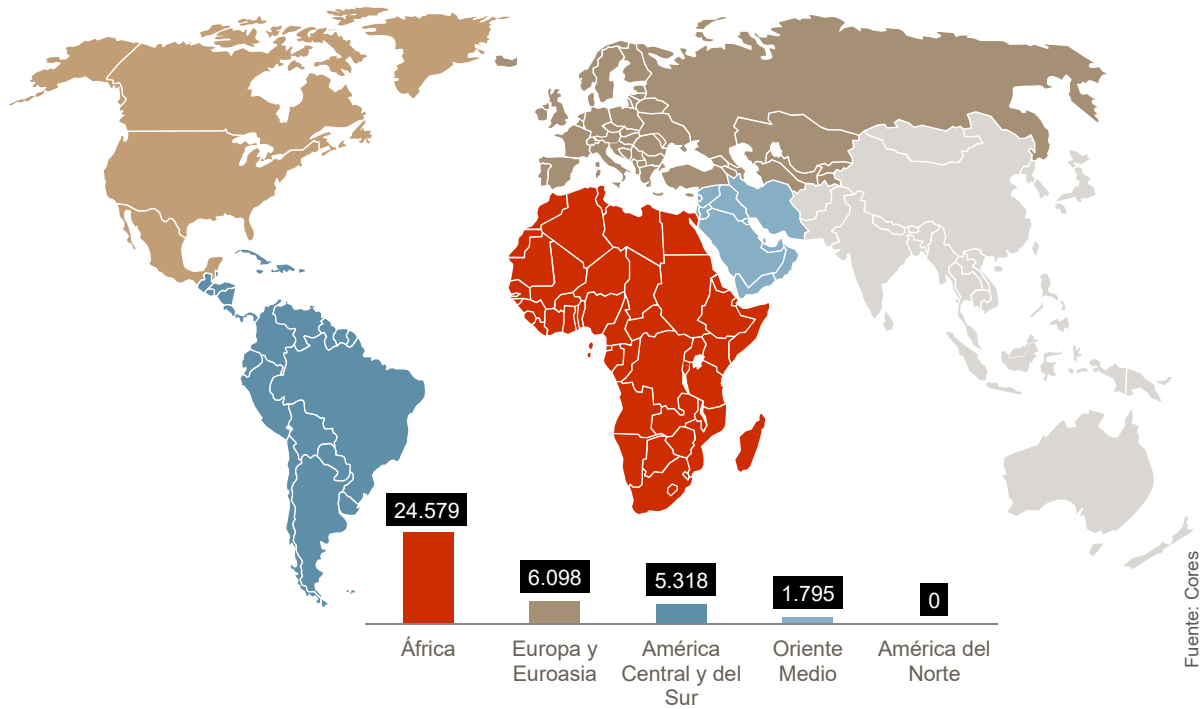 24.579
6.098
5.318
1.795
0
África
Europa y
Euroasia
América
Central y del
Sur
Oriente
Medio
América del
Norte
Fuente: Cores